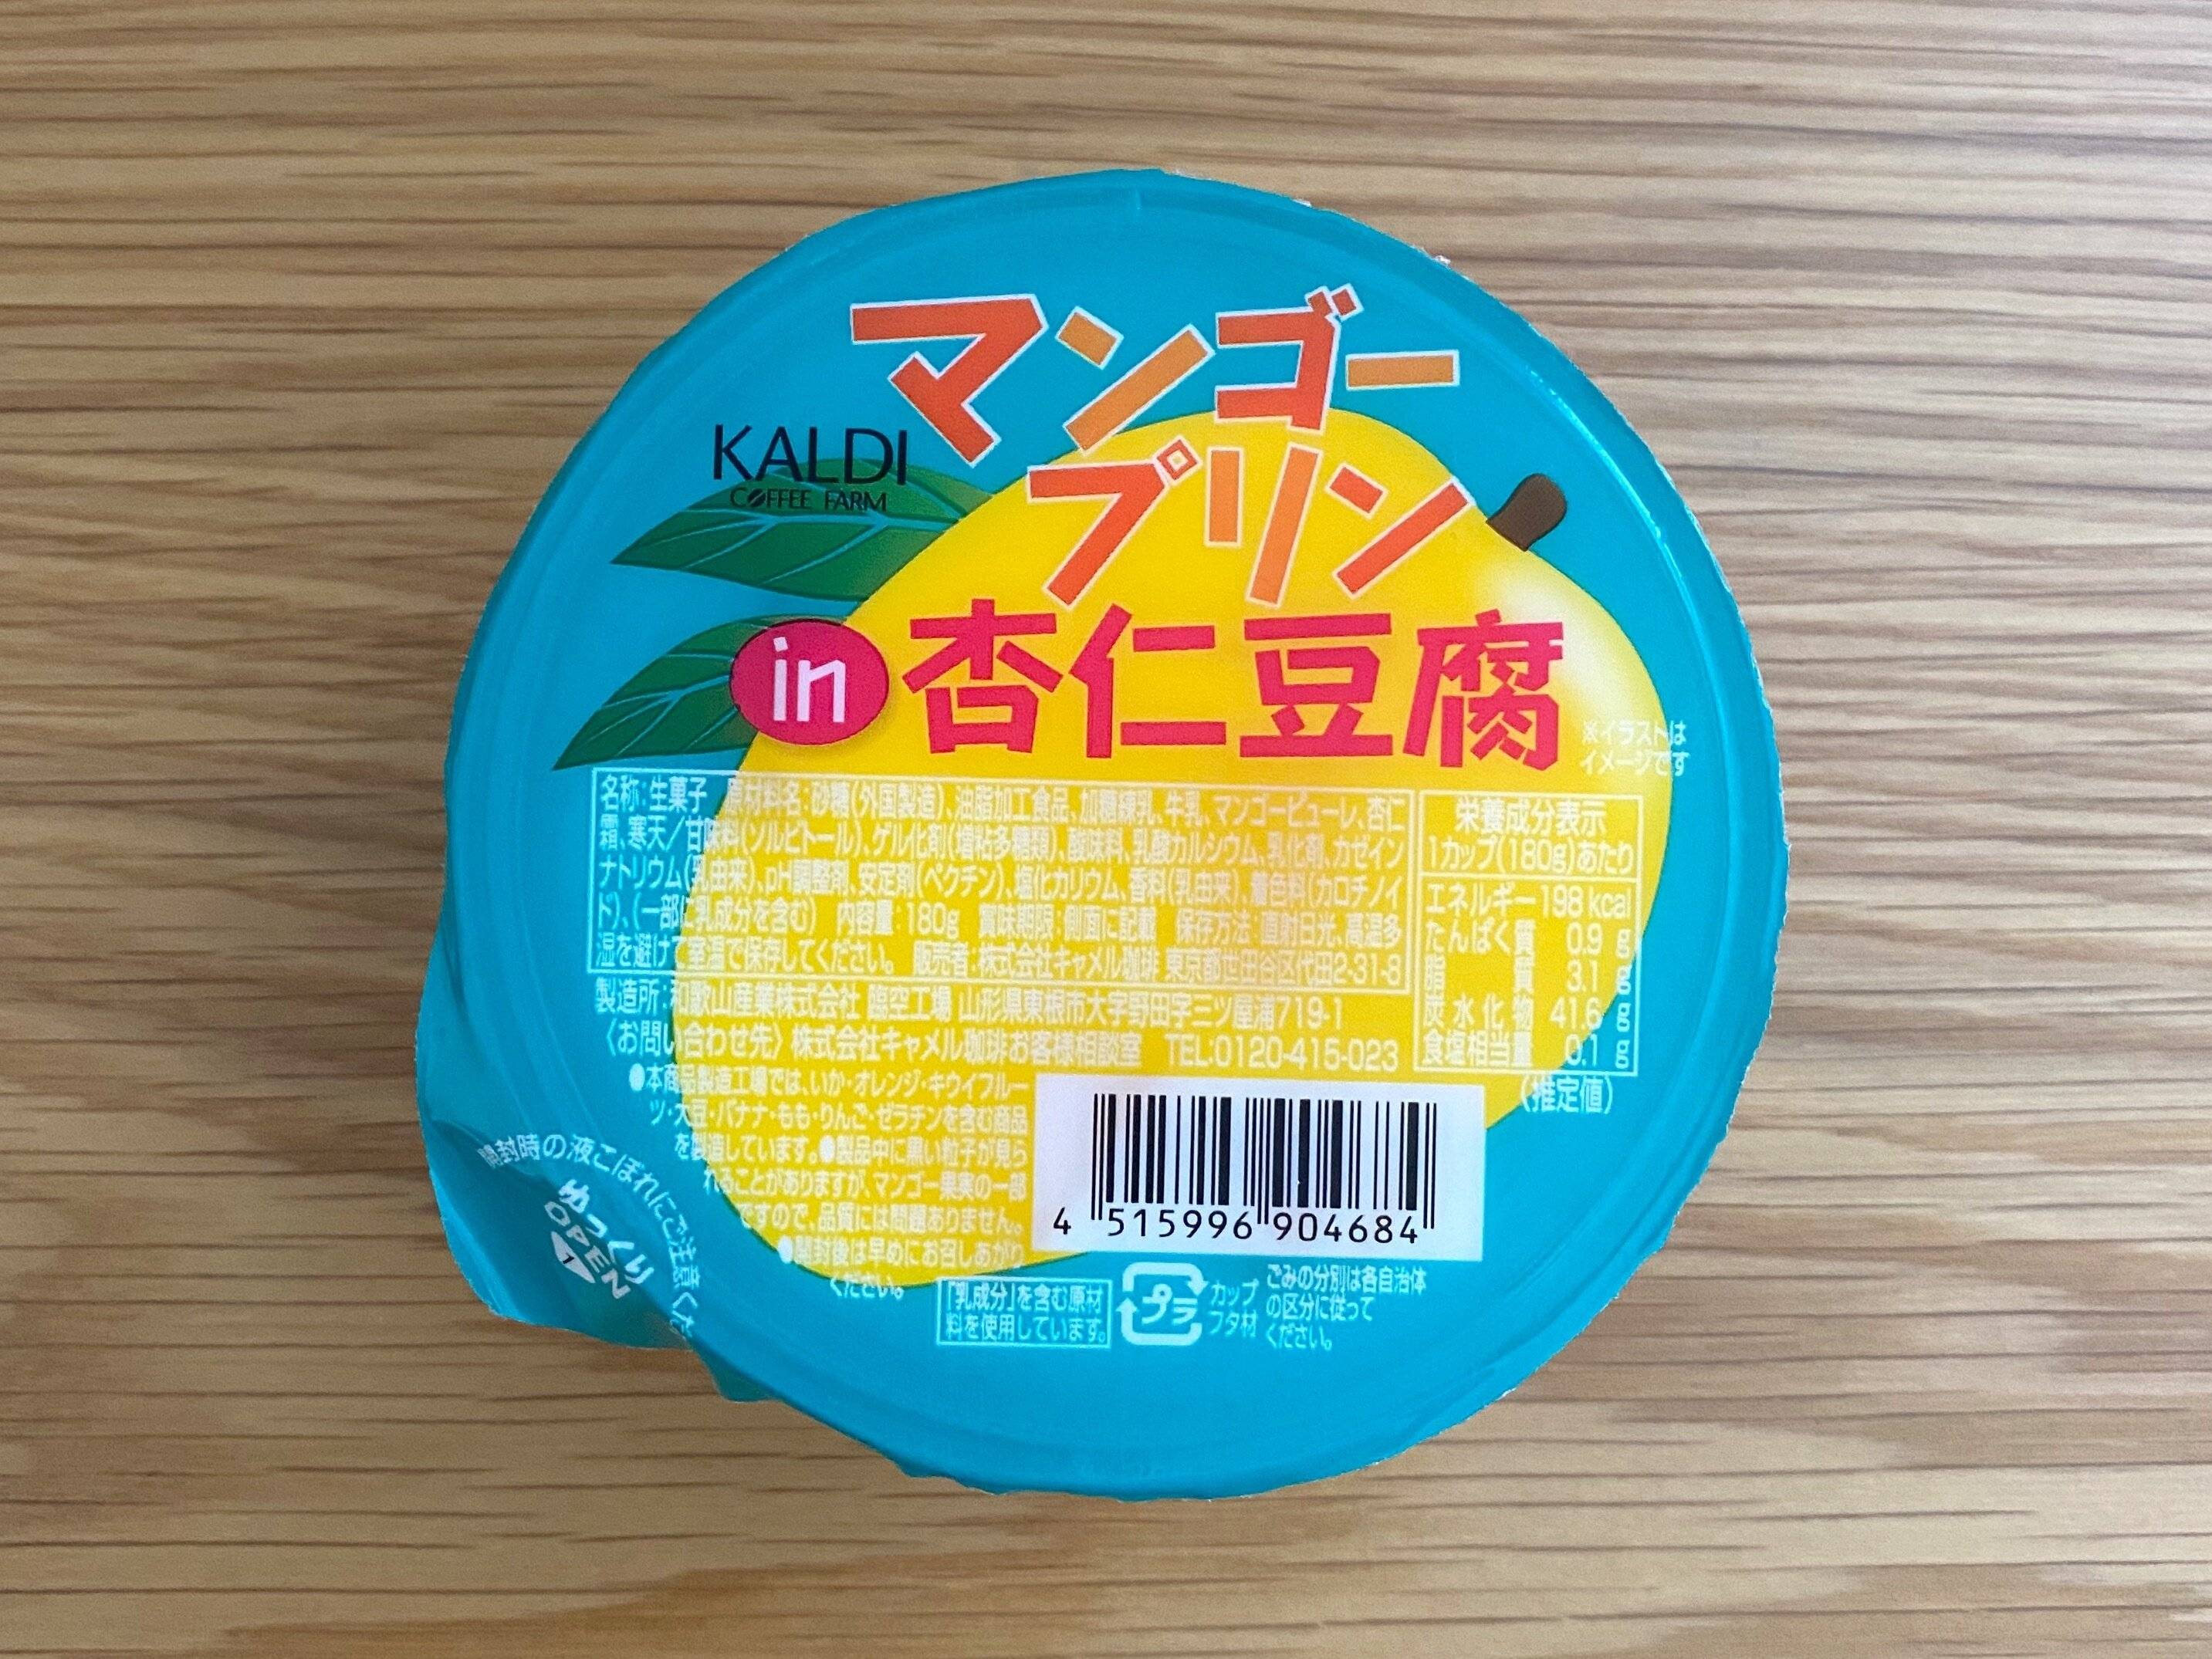 マンゴー
プリン
KALDI
COFFEE FARM
in 杏仁豆腐
※イラストは
イメージです
名称:生菓子 原材料名:砂糖(外国製造)、油脂加工食品、加糖練乳、牛乳、マンゴーピューレ、杏仁
霜、寒天/甘味料(ソルビトール)、ゲル化剤(増粘多糖類)、酸味料、乳酸カルシウム、乳化剤、カゼイン
ナトリウム(乳由来)、pH調整剤、安定剤(ペクチン)、塩化カリウム、香料(乳由来)、着色料(カロチノイ
ド)、(一部に乳成分を含む) 内容量:180g 賞味期限:側面に記載 保存方法:直射日光、高温多
湿を避けて室温で保存してください。 販売者:株式会社キャメル珈琲 東京都世田谷区代田2-31-8
製造所:和歌山産業株式会社 臨空工場 山形県東根市大字野田字三ツ屋浦719-1
〈お問い合わせ先〉株式会社キャメル珈琲お客様相談室 TEL:0120-415-023
栄養成分表示
1カップ(180g)あたり
エネルギー 198 kcal
たんぱく質 0.9 g
脂質 3.1 g
炭水化物 41.6 g
食塩相当量 0.1 g
(推定値)
●本商品製造工場では、いか・オレンジ・キウイフルー
ツ・大豆・バナナ・もも・りんご・ゼラチンを含む商品
を製造しています。●製品中に黒い粒子が見ら
れることがありますが、マンゴー果実の一部
ですので、品質には問題ありません。
●開封後は早めにお召しあがり
ください。
4 515996 904684
「乳成分」を含む原材
料を使用しています。
プラ
カップ
フタ材
ごみの分別は各自治体
の区分に従って
ください。
開封時の液こぼれにご注意くだ
ゆっくり
OPEN
1